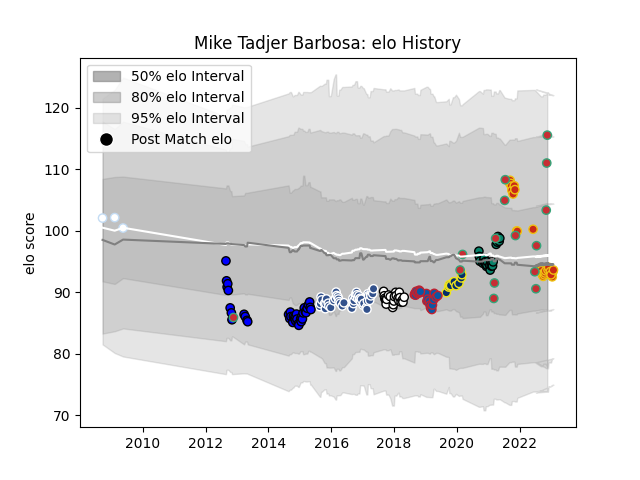 Mike Tadjer Barbosa: elo History
50% elo Interval
80% elo Interval
95% elo Interval
Post Match elo
elo score
120
110
100
90
80
70
2010 2012 2014 2016 2018 2020 2022